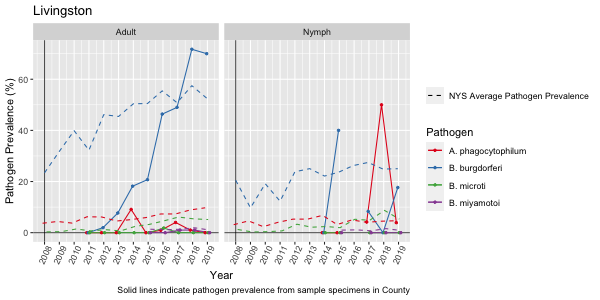 Livingston
Adult
Nymph
Pathogen Prevalence (%)
60
40
20
0
2008 2009 2010 2011 2012 2013 2014 2015 2016 2017 2018 2019
2008 2009 2010 2011 2012 2013 2014 2015 2016 2017 2018 2019
Year
NYS Average Pathogen Prevalence
Pathogen
A. phagocytophilum
B. burgdorferi
B. microti
B. miyamotoi
Solid lines indicate pathogen prevalence from sample specimens in County